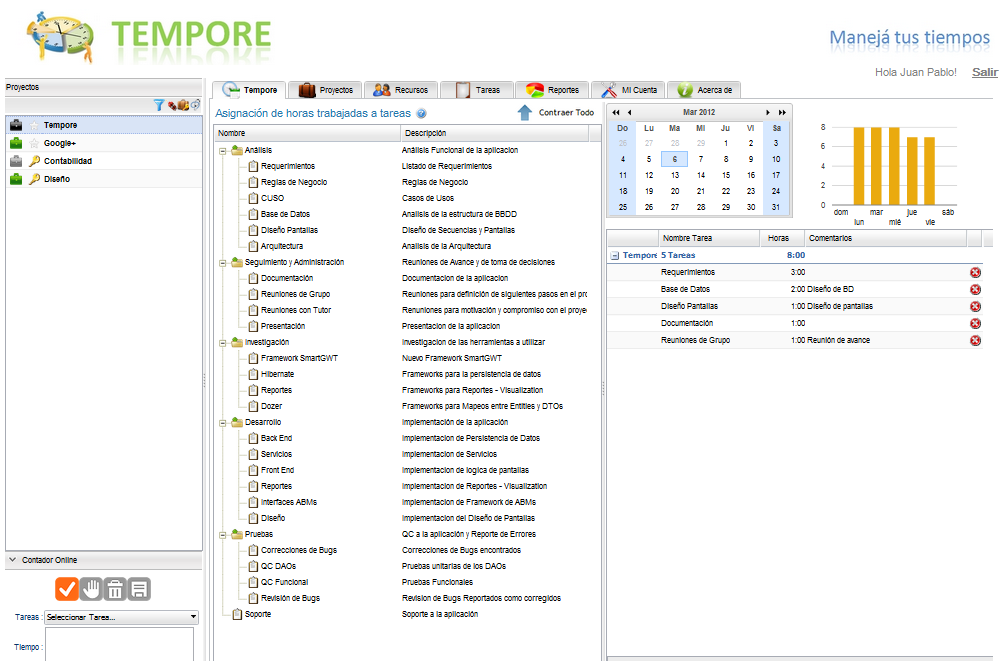 TEMPORE
Manejá tus tiempos
Hola Juan Pablo! Salir
Proyectos
Tempore
Google+
Contabilidad
Diseño
Contador Online
Tareas : Seleccionar Tarea...
Tiempo :
Tempore Proyectos Recursos Tareas Reportes Mi Cuenta Acerca de
Asignación de horas trabajadas a tareas Contraer Todo
Nombre Descripción
Análisis Análisis Funcional de la aplicacion
Requerimientos Listado de Requerimientos
Reglas de Negocio Reglas de Negocio
CUSO Casos de Usos
Base de Datos Analisis de la estructura de BBDD
Diseño Pantallas Diseño de Secuencias y Pantallas
Arquitectura Analisis de la Arquitectura
Seguimiento y Administración Reuniones de Avance y de toma de decisiones
Documentación Documentacion de la aplicacion
Reuniones de Grupo Reuniones para definición de siguientes pasos en el pro
Reuniones con Tutor Renuniones para motivación y compromiso con el proye
Presentación Presentacion de la aplicacion
Investigación Investigacion de las herramientas a utilizar
Framework SmartGWT Nuevo Framework SmartGWT
Hibernate Frameworks para la persistencia de datos
Reportes Frameworks para Reportes - Visualization
Dozer Frameworks para Mapeos entre Entities y DTOs
Desarrollo Implementación de la aplicación
Back End Implementacion de Persistencia de Datos
Servicios Implementacion de Servicios
Front End Implementacion de logica de pantallas
Reportes Implementacion de Reportes - Visualization
Interfaces ABMs Implementacion de Framework de ABMs
Diseño Implementacion del Diseño de Pantallas
Pruebas QC a la aplicación y Reporte de Errores
Correcciones de Bugs Correcciones de Bugs encontrados
QC DAOs Pruebas unitarias de los DAOs
QC Funcional Pruebas Funcionales
Revisión de Bugs Revision de Bugs Reportados como corregidos
Soporte Soporte a la aplicación
Mar 2012
Do Lu Ma Mi Ju Vi Sa
26 27 28 29 1 2 3
4 5 6 7 8 9 10
11 12 13 14 15 16 17
18 19 20 21 22 23 24
25 26 27 28 29 30 31
8
6
4
2
0
dom mar jue sáb
lun mié vie
Nombre Tarea Horas Comentarios
Tempore 5 Tareas 8:00
Requerimientos 3:00
Base de Datos 2:00 Diseño de BD
Diseño Pantallas 1:00 Diseño de pantallas
Documentación 1:00
Reuniones de Grupo 1:00 Reunión de avance